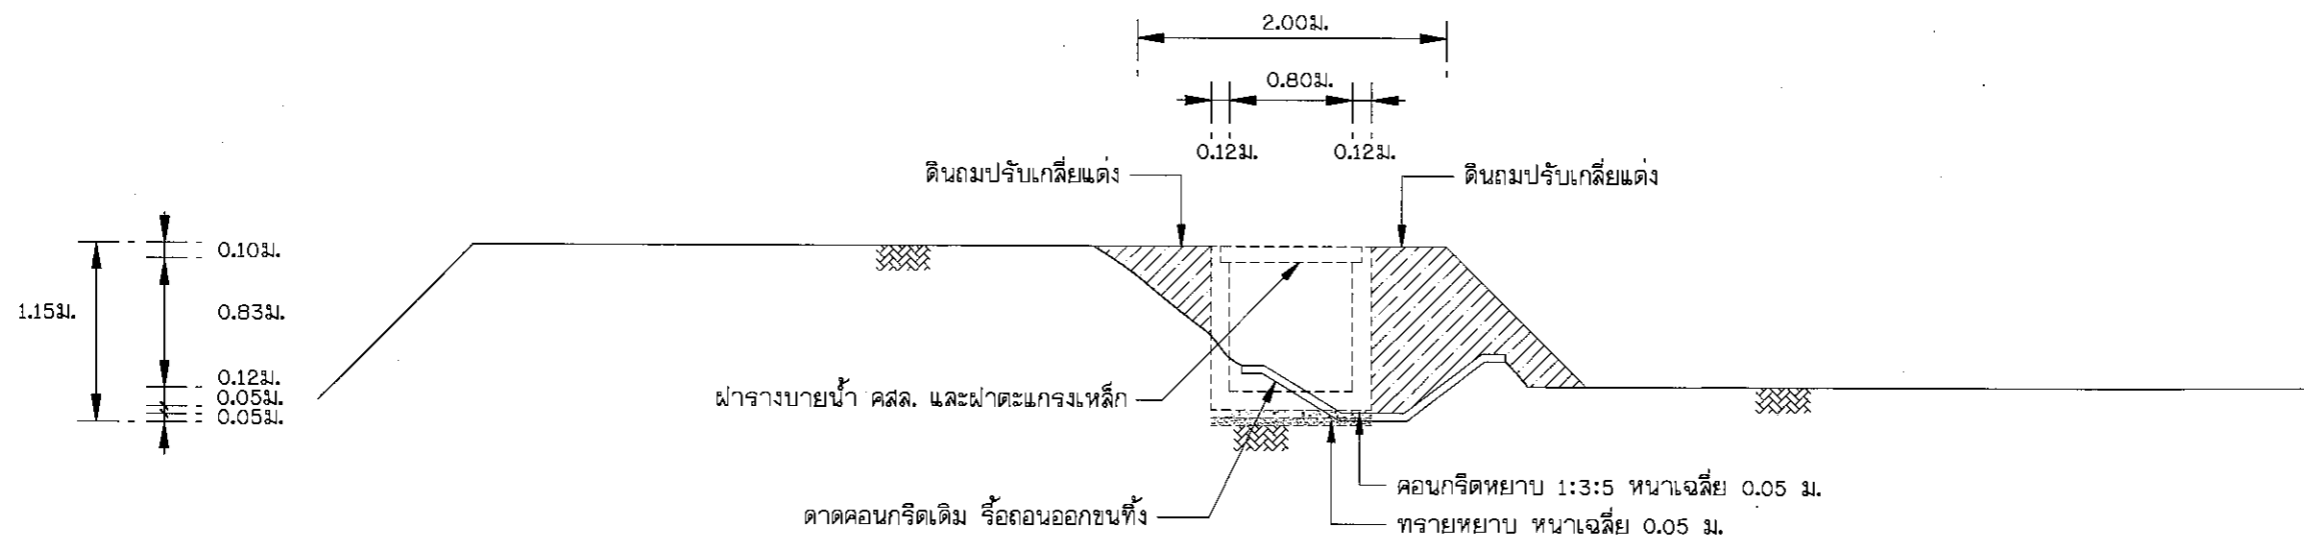 2.00ม.
0.80ม.
0.12ม. 0.12ม.
ดินถมปรับเกลี่ยแต่ง
ดินถมปรับเกลี่ยแต่ง
0.10ม.
1.15ม.
0.83ม.
0.12ม.
0.05ม.
0.05ม.
ฝารางบายน้ำ คสล. และฝาตะแกรงเหล็ก
คอนกรีตหยาบ 1:3:5 หนาเฉลี่ย 0.05 ม.
ดาดคอนกรีตเดิม รื้อถอนออกขนทิ้ง
ทรายหยาบ หนาเฉลี่ย 0.05 ม.